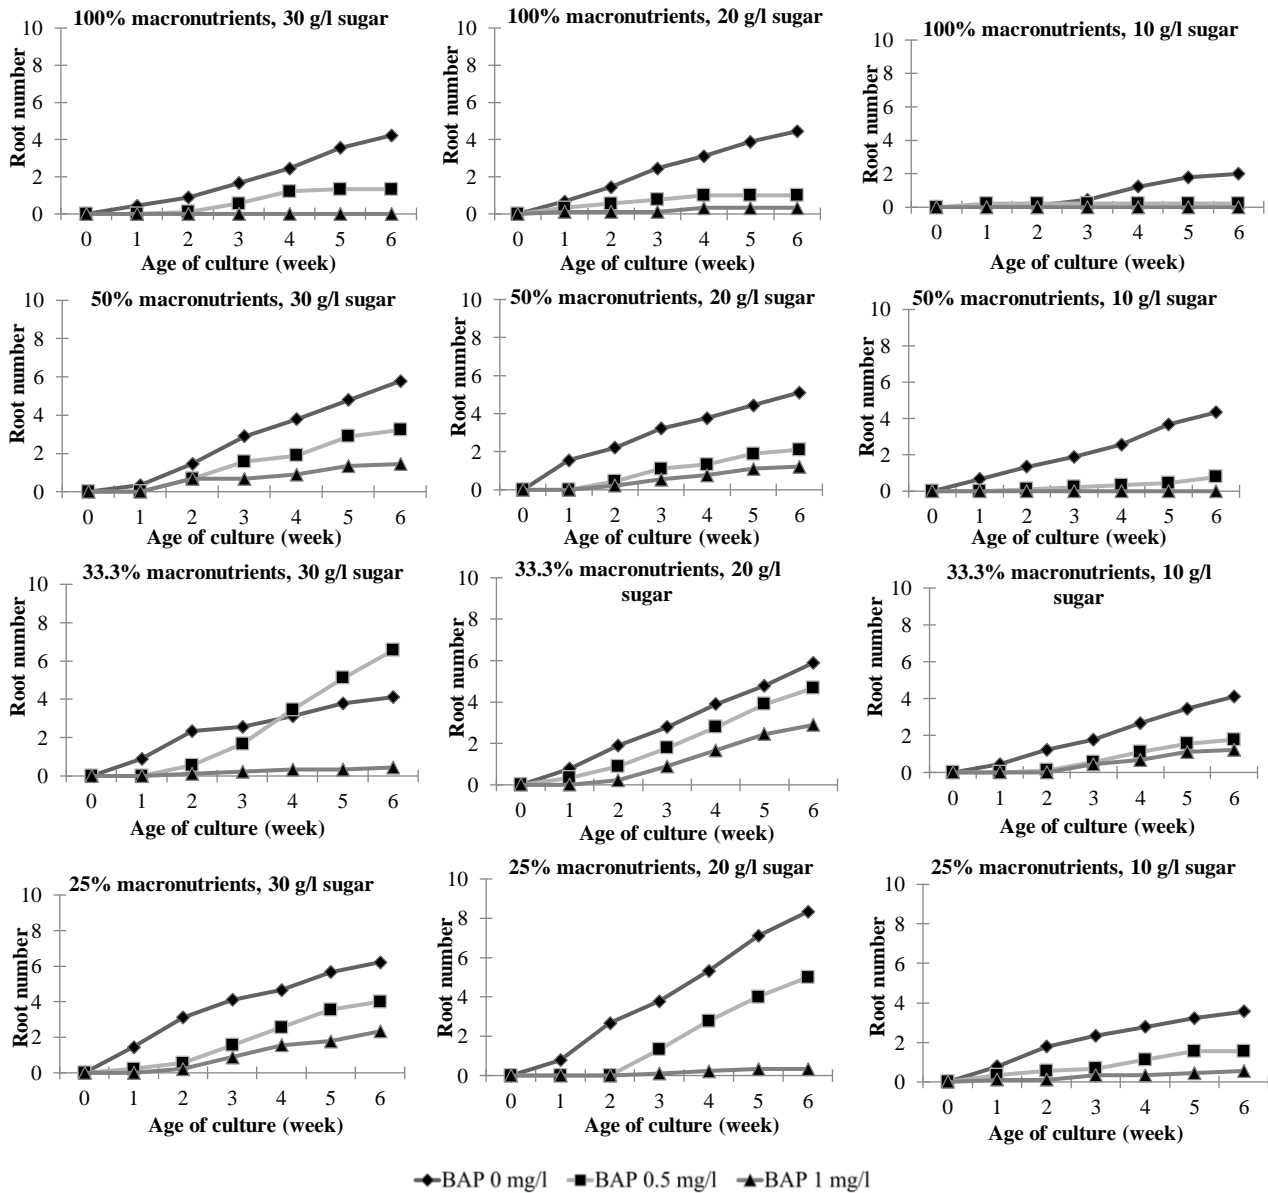 100% macronutrients, 30 g/l sugar
10
8
6
4
2
0
Root number
0 1 2 3 4 5 6
Age of culture (week)
100% macronutrients, 20 g/l sugar
10
8
6
4
2
0
Root number
0 1 2 3 4 5 6
Age of culture (week)
100% macronutrients, 10 g/l sugar
10
8
6
4
2
0
Root number
0 1 2 3 4 5 6
Age of culture (week)
50% macronutrients, 30 g/l sugar
10
8
6
4
2
0
Root number
0 1 2 3 4 5 6
Age of culture (week)
50% macronutrients, 20 g/l sugar
10
8
6
4
2
0
Root number
0 1 2 3 4 5 6
Age of culture (week)
50% macronutrients, 10 g/l sugar
10
8
6
4
2
0
Root number
0 1 2 3 4 5 6
Age of culture (week)
33.3% macronutrients, 30 g/l sugar
10
8
6
4
2
0
Root number
0 1 2 3 4 5 6
Age of culture (week)
33.3% macronutrients, 20 g/l
sugar
10
8
6
4
2
0
Root number
0 1 2 3 4 5 6
Age of culture (week)
33.3% macronutrients, 10 g/l
sugar
10
8
6
4
2
0
Root number
0 1 2 3 4 5 6
Age of culture (week)
25% macronutrients, 30 g/l sugar
10
8
6
4
2
0
Root number
0 1 2 3 4 5 6
Age of culture (week)
25% macronutrients, 20 g/l sugar
10
8
6
4
2
0
Root number
0 1 2 3 4 5 6
Age of culture (week)
25% macronutrients, 10 g/l sugar
10
8
6
4
2
0
Root number
0 1 2 3 4 5 6
Age of culture (week)
BAP 0 mg/l BAP 0.5 mg/l BAP 1 mg/l